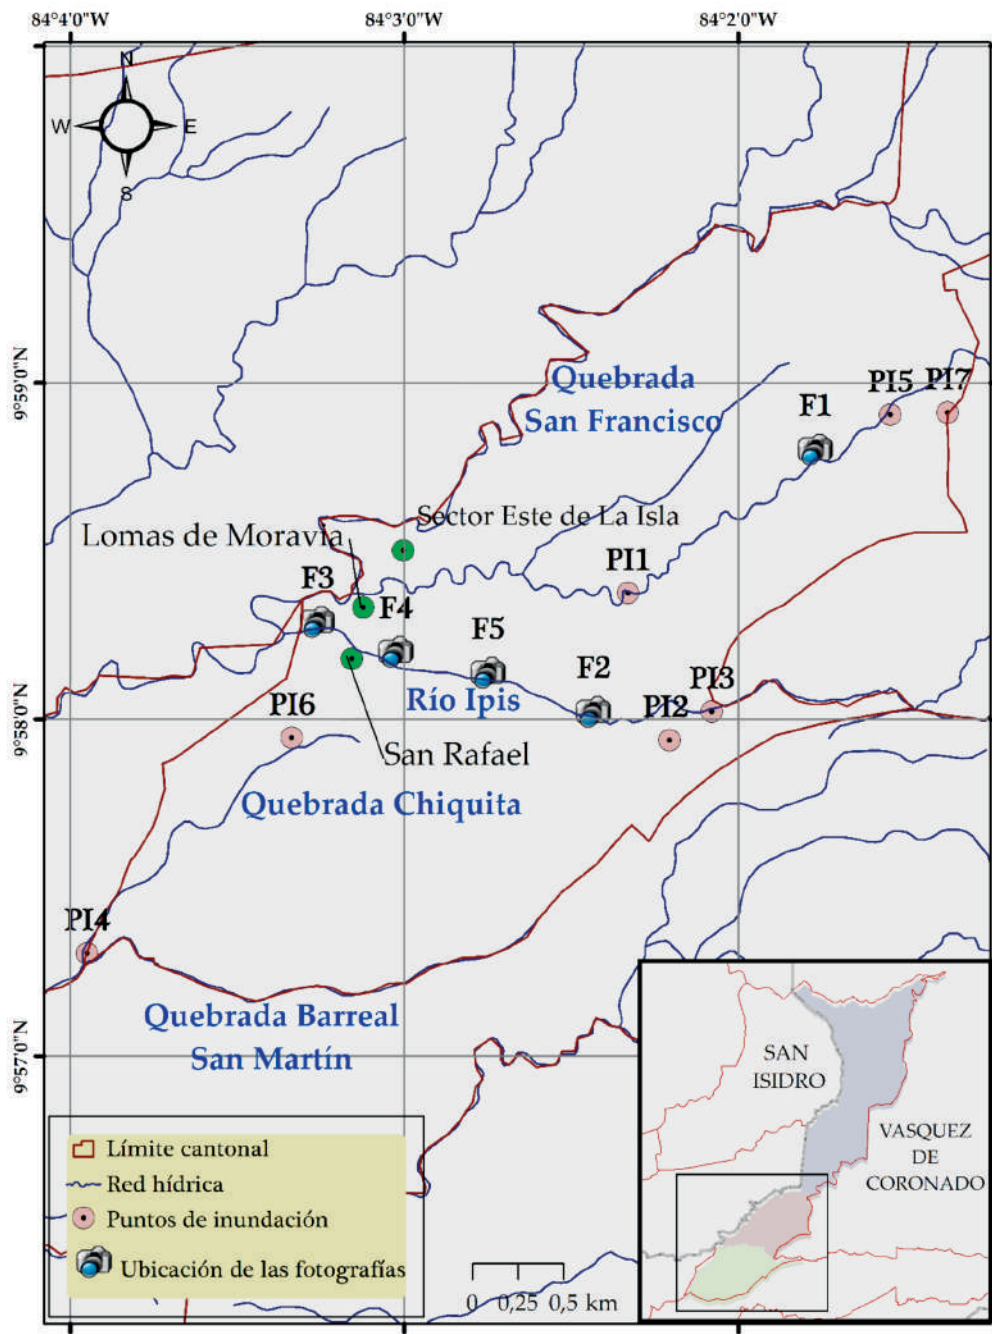 84°4'0"W
84°3'0"W
84°2'0"W
N
W
E
S
9°59'0"N
Quebrada
San Francisco
PI5
PI7
F1
Sector Este de La Isla
Lomas de Moravia
PI1
F3
F4
F5
F2
PI3
Río Ipis
PI2
9°58'0"N
PI6
San Rafael
Quebrada Chiquita
PI4
Quebrada Barreal
San Martín
9°57'0"N
SAN
ISIDRO
VASQUEZ
DE
CORONADO
Límite cantonal
Red hídrica
Puntos de inundación
Ubicación de las fotografías
0 0,25 0,5 km